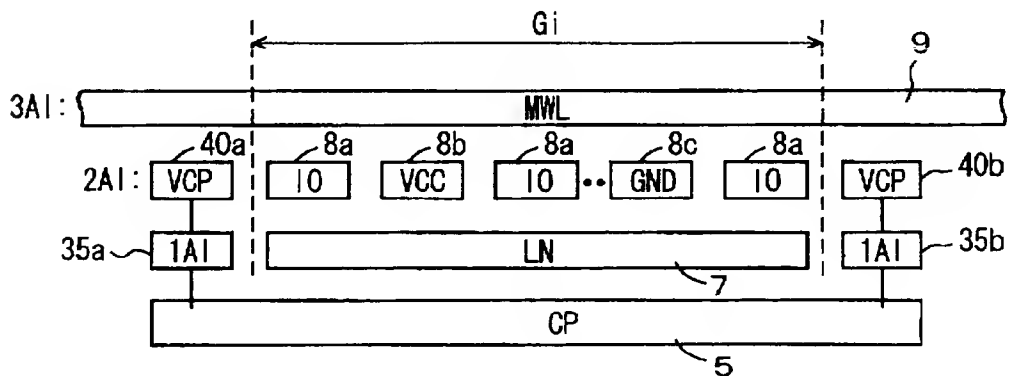 Gi
9
3Al: MWL
40a 8a 8b 8a 8c 8a
2Al: VCP IO VCC IO •• GND IO VCP 40b
35a 1Al LN 1Al 35b
7
CP
5